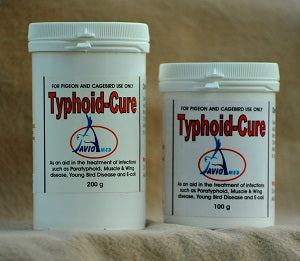 FOR PIGEON AND CAGEBIRD USE ONLY
Typhoid-Cure
AVIO
MED
As an aid in the treatment of infections
such as Paratyphoid, Muscle & Wing
disease, Young Bird Disease and E-coli
200 g
FOR PIGEON AND CAGEBIRD USE ONLY
Typhoid-Cure
AVIO
MED
As an aid in the treatment of infections
such as Paratyphoid, Muscle & Wing
disease, Young Bird Disease and E-coli
100 g